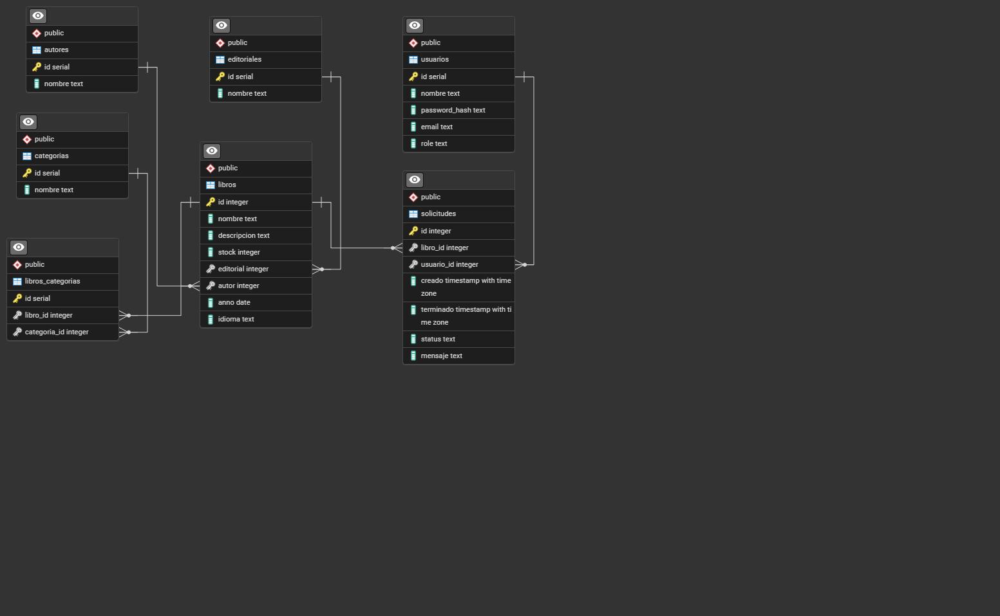 public
autores
id serial
nombre text
public
categorias
id serial
nombre text
public
libros_categorias
id serial
libro_id integer
categoria_id integer
public
editoriales
id serial
nombre text
public
libros
id integer
nombre text
descripcion text
stock integer
editorial integer
autor integer
anno date
idioma text
public
usuarios
id serial
nombre text
password_hash text
email text
role text
public
solicitudes
id integer
libro_id integer
usuario_id integer
creado timestamp with time
zone
terminado timestamp with ti
me zone
status text
mensaje text